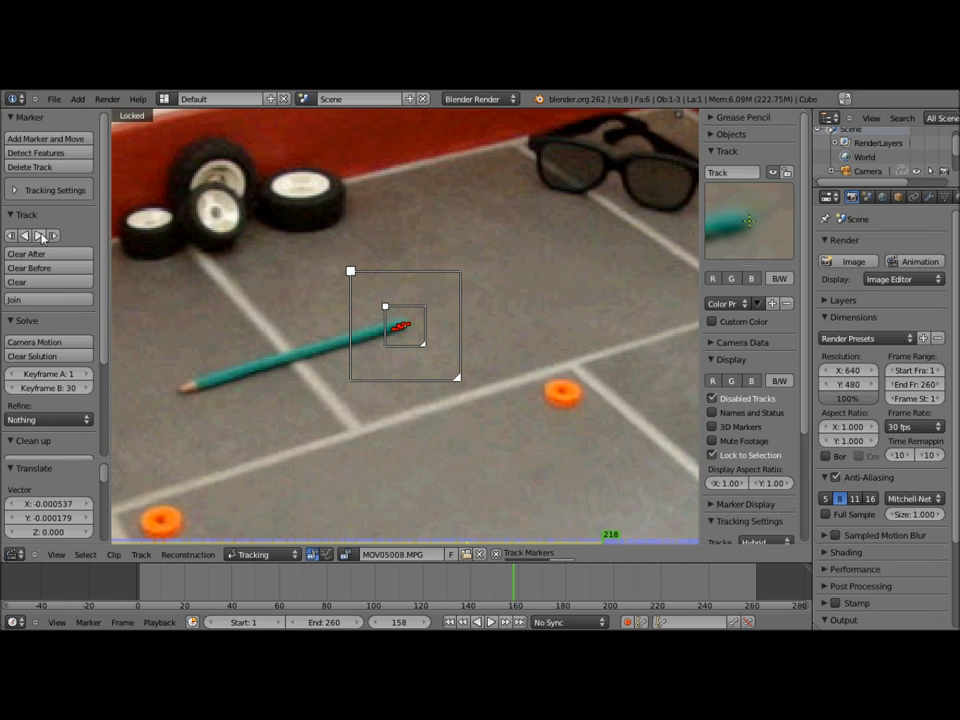 File Add Render Help Default Scene Blender Render blender.org 262 | Ve:8 | Fa:6 | Ob:1-3 | La:1 | Mem:6.09M (222.75M) | Cube
Locked
Marker
Add Marker and Move
Detect Features
Delete Track
Tracking Settings
Track
Clear After
Clear Before
Clear
Join
Solve
Camera Motion
Clear Solution
Keyframe A: 1
Keyframe B: 30
Refine:
Nothing
Clean up
Translate
Vector
X: -0.000537
Y: -0.000179
Z: 0.000
Grease Pencil
Objects
Track
Track
R G B B/W
Color Pr
Custom Color
Camera Data
Display
R G B B/W
Disabled Tracks
Names and Status
3D Markers
Mute Footage
Lock to Selection
Display Aspect Ratio:
X: 1.00 Y: 1.00
Marker Display
Tracking Settings
Hybrid
View Search All Scene
Scene
RenderLayers
World
Camera
Scene
Render
Image Animation
Display: Image Editor
Layers
Dimensions
Render Presets
Resolution: Frame Range:
X: 640 Start Fra: 1
Y: 480 End Fr: 260
100% Frame St: 1
Aspect Ratio: Frame Rate:
X: 1.000 30 fps
Y: 1.000 Time Remappin
Bor Cro 10 10
Anti-Aliasing
5 8 11 16 Mitchell-Net
Full Sample Size: 1.000
Sampled Motion Blur
Shading
Performance
Post Processing
Stamp
Output
218
View Select Clip Track Reconstruction Tracking MOV05008.MPG F Track Markers
-40 -20 0 20 40 60 80 100 120 140 160 180 200 220 240 260 280
View Marker Frame Playback Start: 1 End: 260 158 No Sync